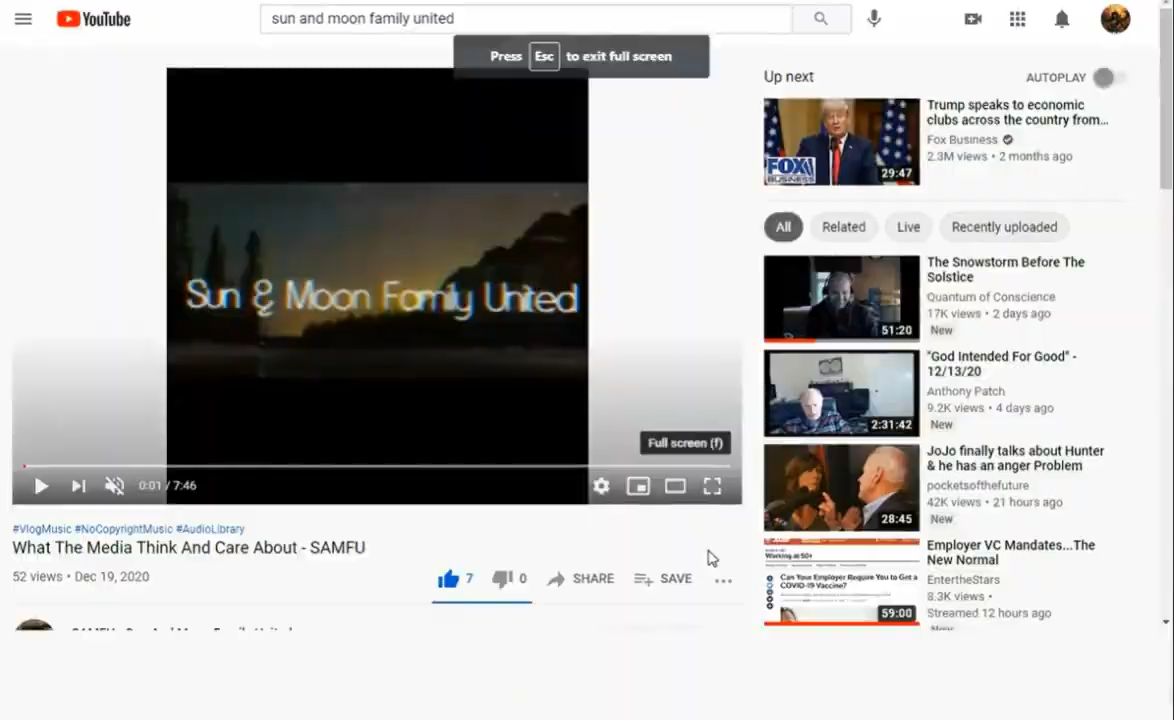 YouTube
sun and moon family united
Press Esc to exit full screen
Sun & Moon Family United
Full screen (f)
0:01 / 7:46
#VlogMusic #NoCopyrightMusic #AudioLibrary
What The Media Think And Care About - SAMFU
52 views • Dec 19, 2020
7
0
SHARE
SAVE
Up next
AUTOPLAY
FOX
BUSINESS
29:47
Trump speaks to economic
clubs across the country from...
Fox Business
2.3M views • 2 months ago
All
Related
Live
Recently uploaded
51:20
The Snowstorm Before The
Solstice
Quantum of Conscience
17K views • 2 days ago
New
2:31:42
"God Intended For Good" -
12/13/20
Anthony Patch
9.2K views • 4 days ago
New
28:45
JoJo finally talks about Hunter
& he has an anger Problem
pocketsofthefuture
42K views • 21 hours ago
New
Working at 50+
Can Your Employer Require You to Get a
COVID-19 Vaccine?
59:00
Employer VC Mandates...The
New Normal
EntertheStars
8.3K views •
Streamed 12 hours ago